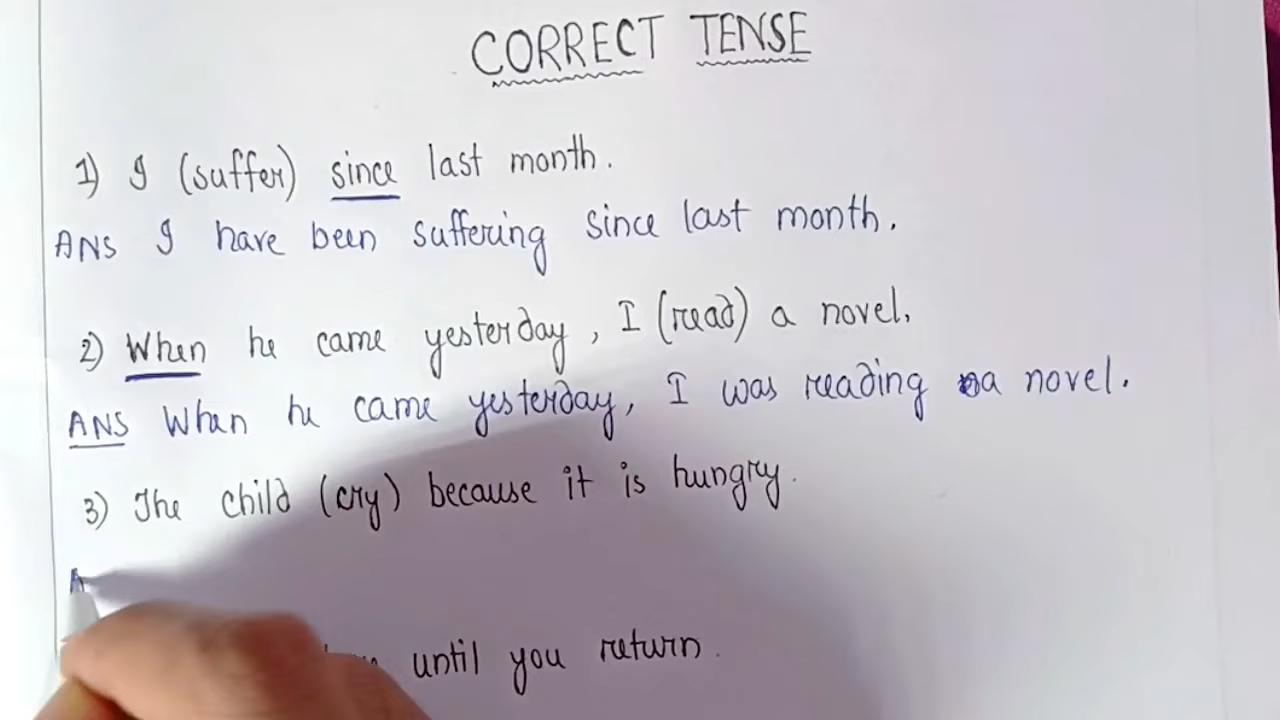 CORRECT TENSE
1) I (suffer) since last month.
ANS I have been suffering since last month.
2) When he came yesterday, I (read) a novel.
ANS When he came yesterday, I was reading a novel.
3) The child (cry) because it is hungry.
A
until you return.